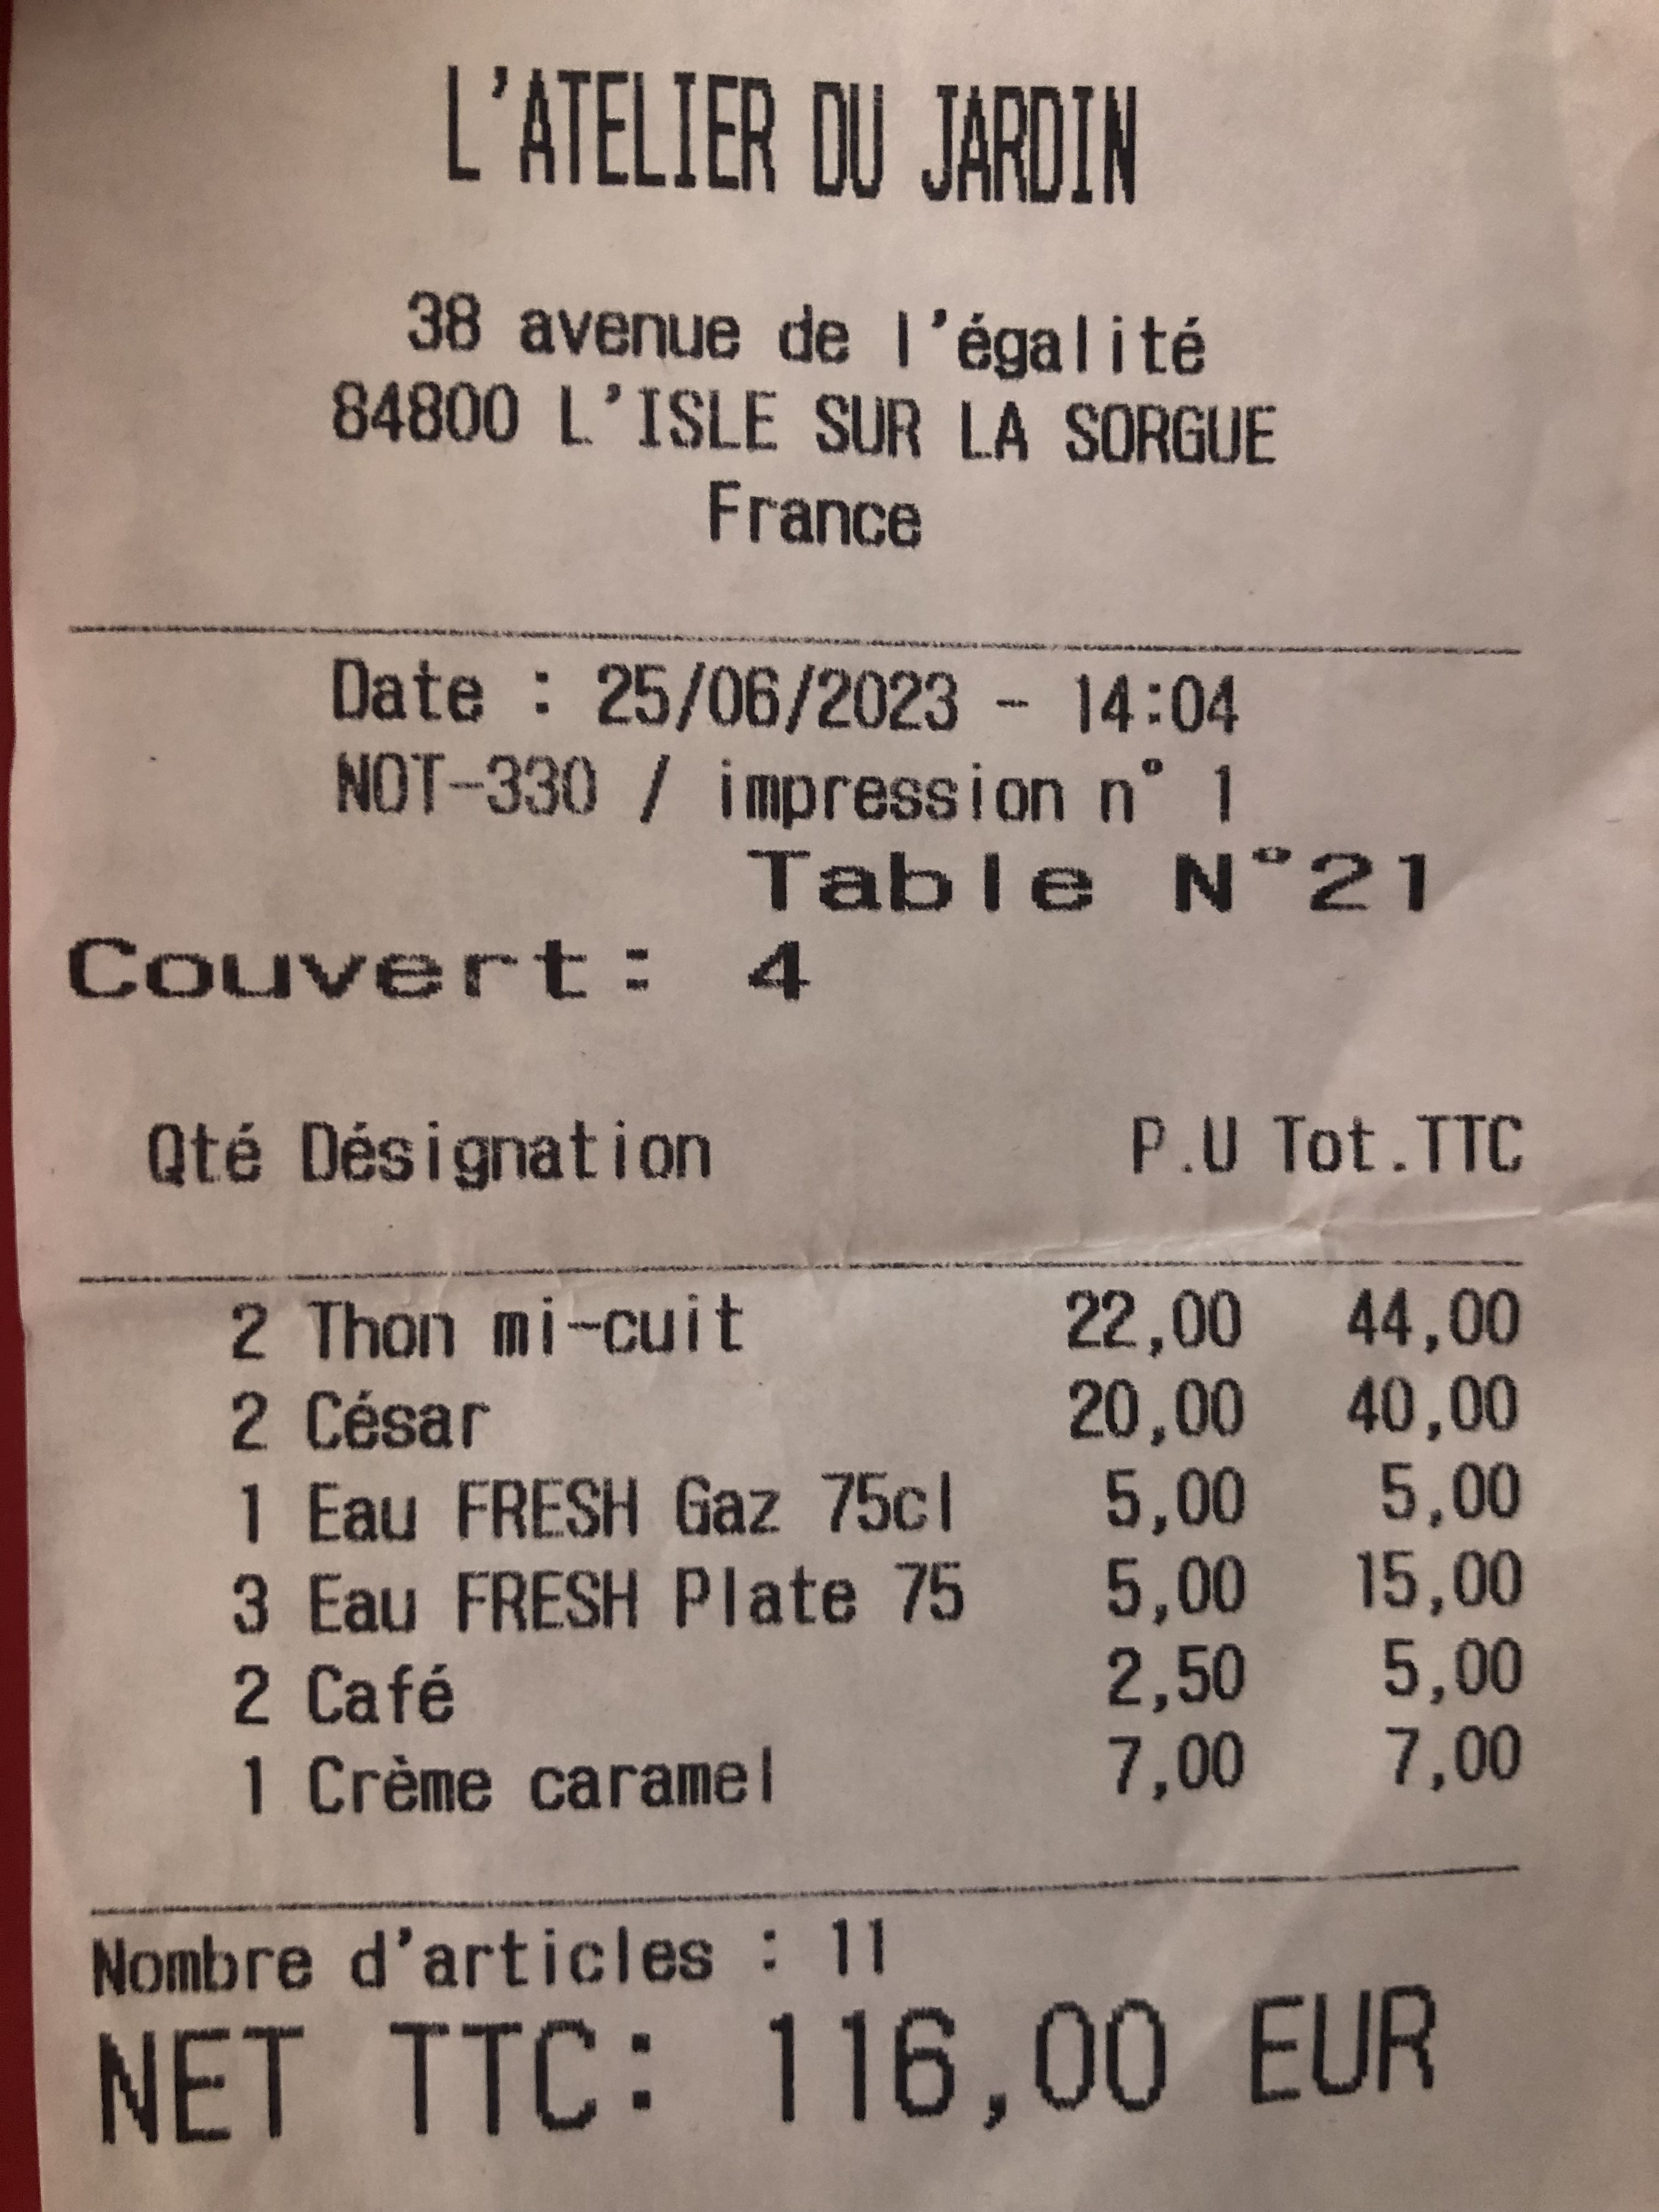 L'ATELIER DU JARDIN
38 avenue de l'égalité
84800 L'ISLE SUR LA SORGUE
France
Date : 25/06/2023 - 14:04
NOT-330 / impression n° 1
Table N°21
Couvert: 4
Qté Désignation P.U Tot.TTC
2 Thon mi-cuit 22,00 44,00
2 César 20,00 40,00
1 Eau FRESH Gaz 75cl 5,00 5,00
3 Eau FRESH Plate 75 5,00 15,00
2 Café 2,50 5,00
1 Crème caramel 7,00 7,00
Nombre d'articles : 11
NET TTC: 116,00 EUR